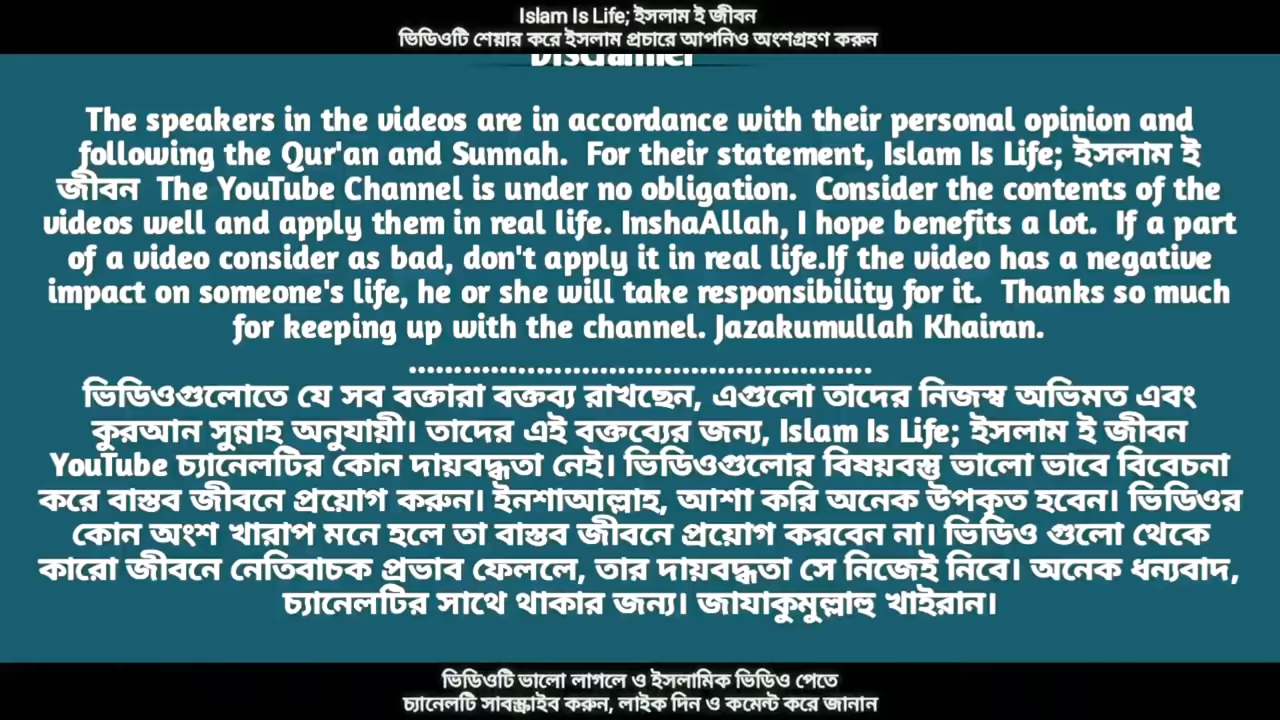 Islam Is Life; ইসলাম ই জীবন
ভিডিওটি শেয়ার করে ইসলাম প্রচারে আপনিও অংশগ্রহণ করুন
Disclaimer
The speakers in the videos are in accordance with their personal opinion and
following the Qur'an and Sunnah. For their statement, Islam Is Life; ইসলাম ই
জীবন The YouTube Channel is under no obligation. Consider the contents of the
videos well and apply them in real life. InshaAllah, I hope benefits a lot. If a part
of a video consider as bad, don't apply it in real life.If the video has a negative
impact on someone's life, he or she will take responsibility for it. Thanks so much
for keeping up with the channel. Jazakumullah Khairan.
..................................................
ভিডিওগুলোতে যে সব বক্তারা বক্তব্য রাখছেন, এগুলো তাদের নিজস্ব অভিমত এবং
কুরআন সুন্নাহ অনুযায়ী। তাদের এই বক্তব্যের জন্য, Islam Is Life; ইসলাম ই জীবন
YouTube চ্যানেলটির কোন দায়বদ্ধতা নেই। ভিডিওগুলোর বিষয়বস্তু ভালো ভাবে বিবেচনা
করে বাস্তব জীবনে প্রয়োগ করুন। ইনশাআল্লাহ, আশা করি অনেক উপকৃত হবেন। ভিডিওর
কোন অংশ খারাপ মনে হলে তা বাস্তব জীবনে প্রয়োগ করবেন না। ভিডিও গুলো থেকে
কারো জীবনে নেতিবাচক প্রভাব ফেললে, তার দায়বদ্ধতা সে নিজেই নিবে। অনেক ধন্যবাদ,
চ্যানেলটির সাথে থাকার জন্য। জাযাকুমুল্লাহু খাইরান।
ভিডিওটি ভালো লাগলে ও ইসলামিক ভিডিও পেতে
চ্যানেলটি সাবস্ক্রাইব করুন, লাইক দিন ও কমেন্ট করে জানান